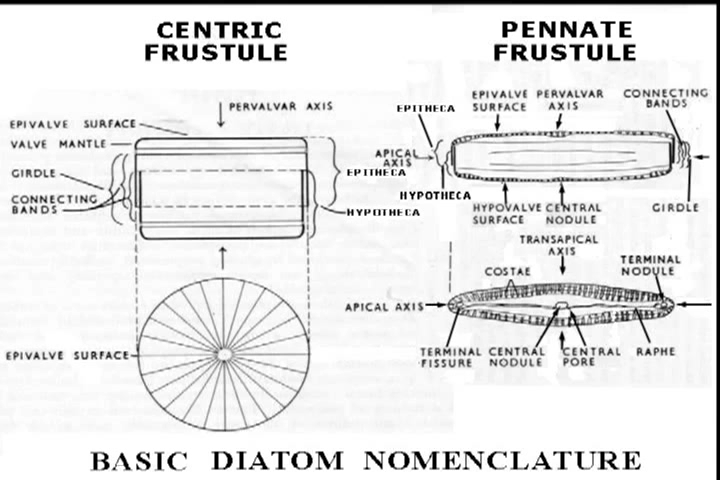 CENTRIC
FRUSTULE
PERVALVAR AXIS
EPIVALVE SURFACE
VALVE MANTLE
GIRDLE
CONNECTING
BANDS
EPITHECA
HYPOTHECA
EPIVALVE SURFACE
PENNATE
FRUSTULE
EPIVALVE
SURFACE
PERVALVAR
AXIS
CONNECTING
BANDS
EPITHECA
APICAL
AXIS
HYPOTHECA
HYPOVALVE
SURFACE
CENTRAL
NODULE
GIRDLE
TRANSAPICAL
AXIS
COSTAE
TERMINAL
NODULE
APICAL AXIS
TERMINAL
FISSURE
CENTRAL
NODULE
CENTRAL
PORE
RAPHE
BASIC DIATOM NOMENCLATURE